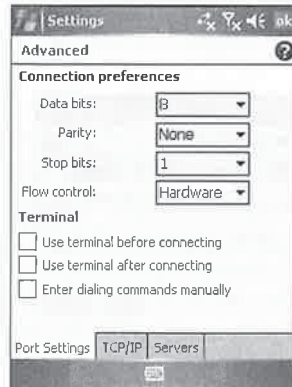 Settings ok
Advanced ?
Connection preferences
Data bits: 8
Parity: None
Stop bits: 1
Flow control: Hardware
Terminal
Use terminal before connecting
Use terminal after connecting
Enter dialing commands manually
Port Settings TCP/IP Servers